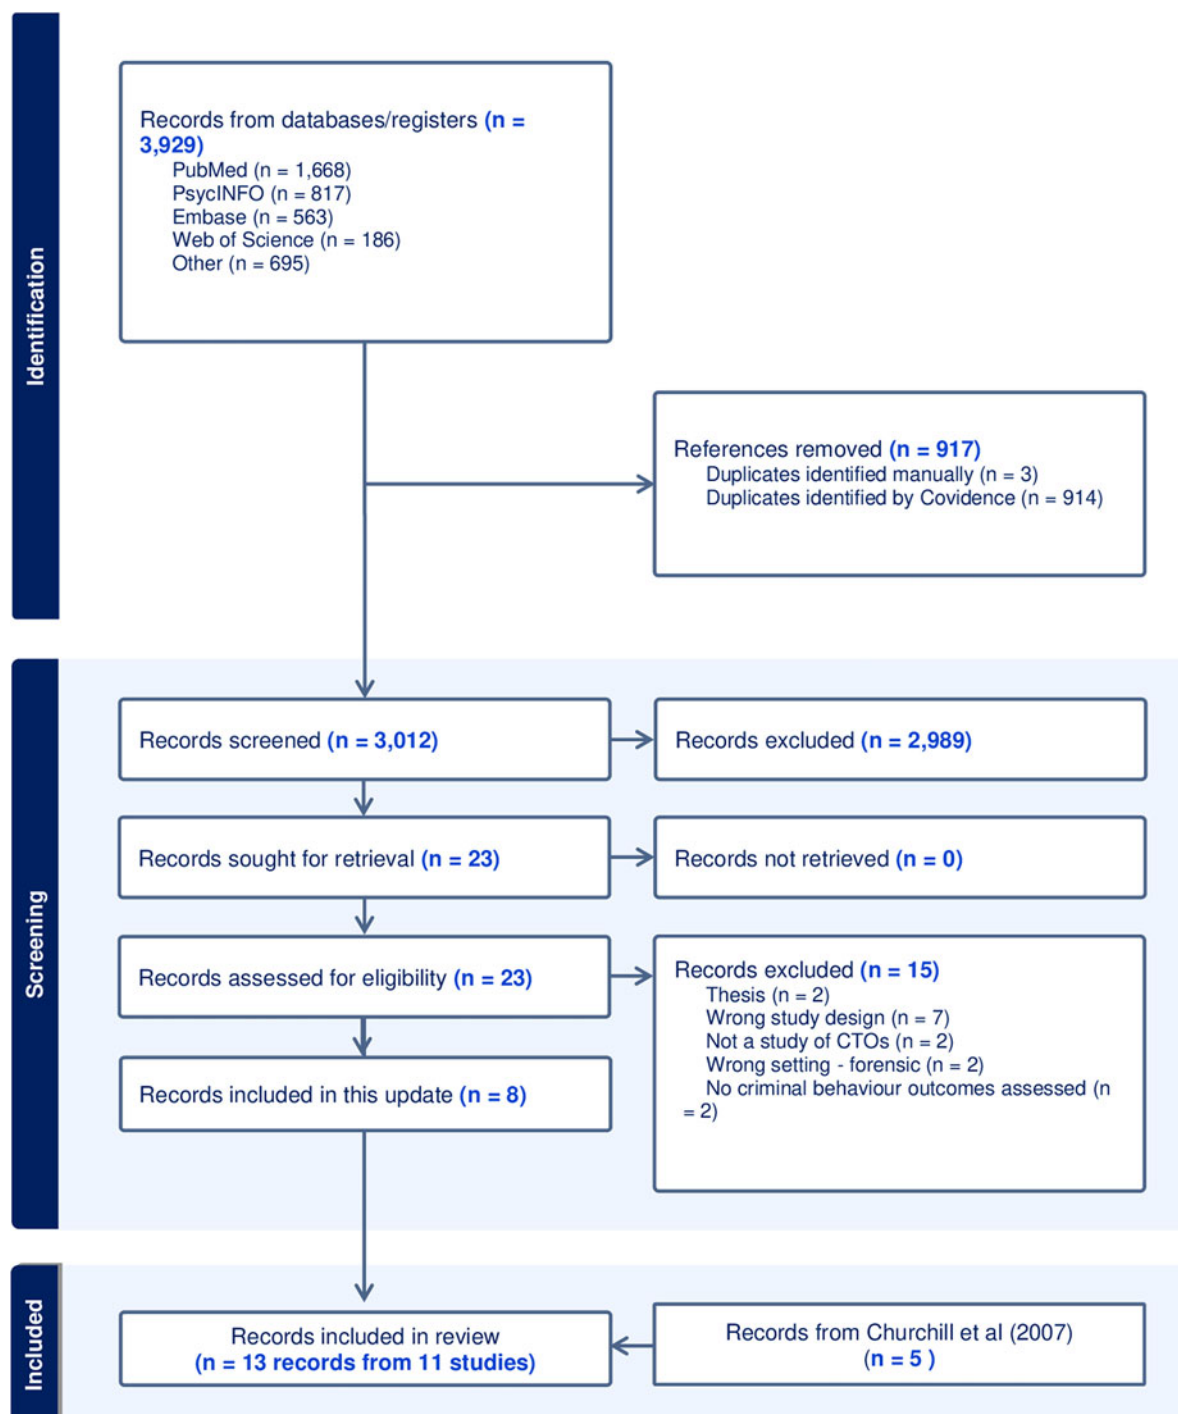 Identification
Records from databases/registers (n =
3,929)
PubMed (n = 1,668)
PsycINFO (n = 817)
Embase (n = 563)
Web of Science (n = 186)
Other (n = 695)
References removed (n = 917)
Duplicates identified manually (n = 3)
Duplicates identified by Covidence (n = 914)
Screening
Records screened (n = 3,012)
Records excluded (n = 2,989)
Records sought for retrieval (n = 23)
Records not retrieved (n = 0)
Records assessed for eligibility (n = 23)
Records excluded (n = 15)
Thesis (n = 2)
Wrong study design (n = 7)
Not a study of CTOs (n = 2)
Wrong setting - forensic (n = 2)
No criminal behaviour outcomes assessed (n
= 2)
Records included in this update (n = 8)
Included
Records included in review
(n = 13 records from 11 studies)
Records from Churchill et al (2007)
(n = 5 )